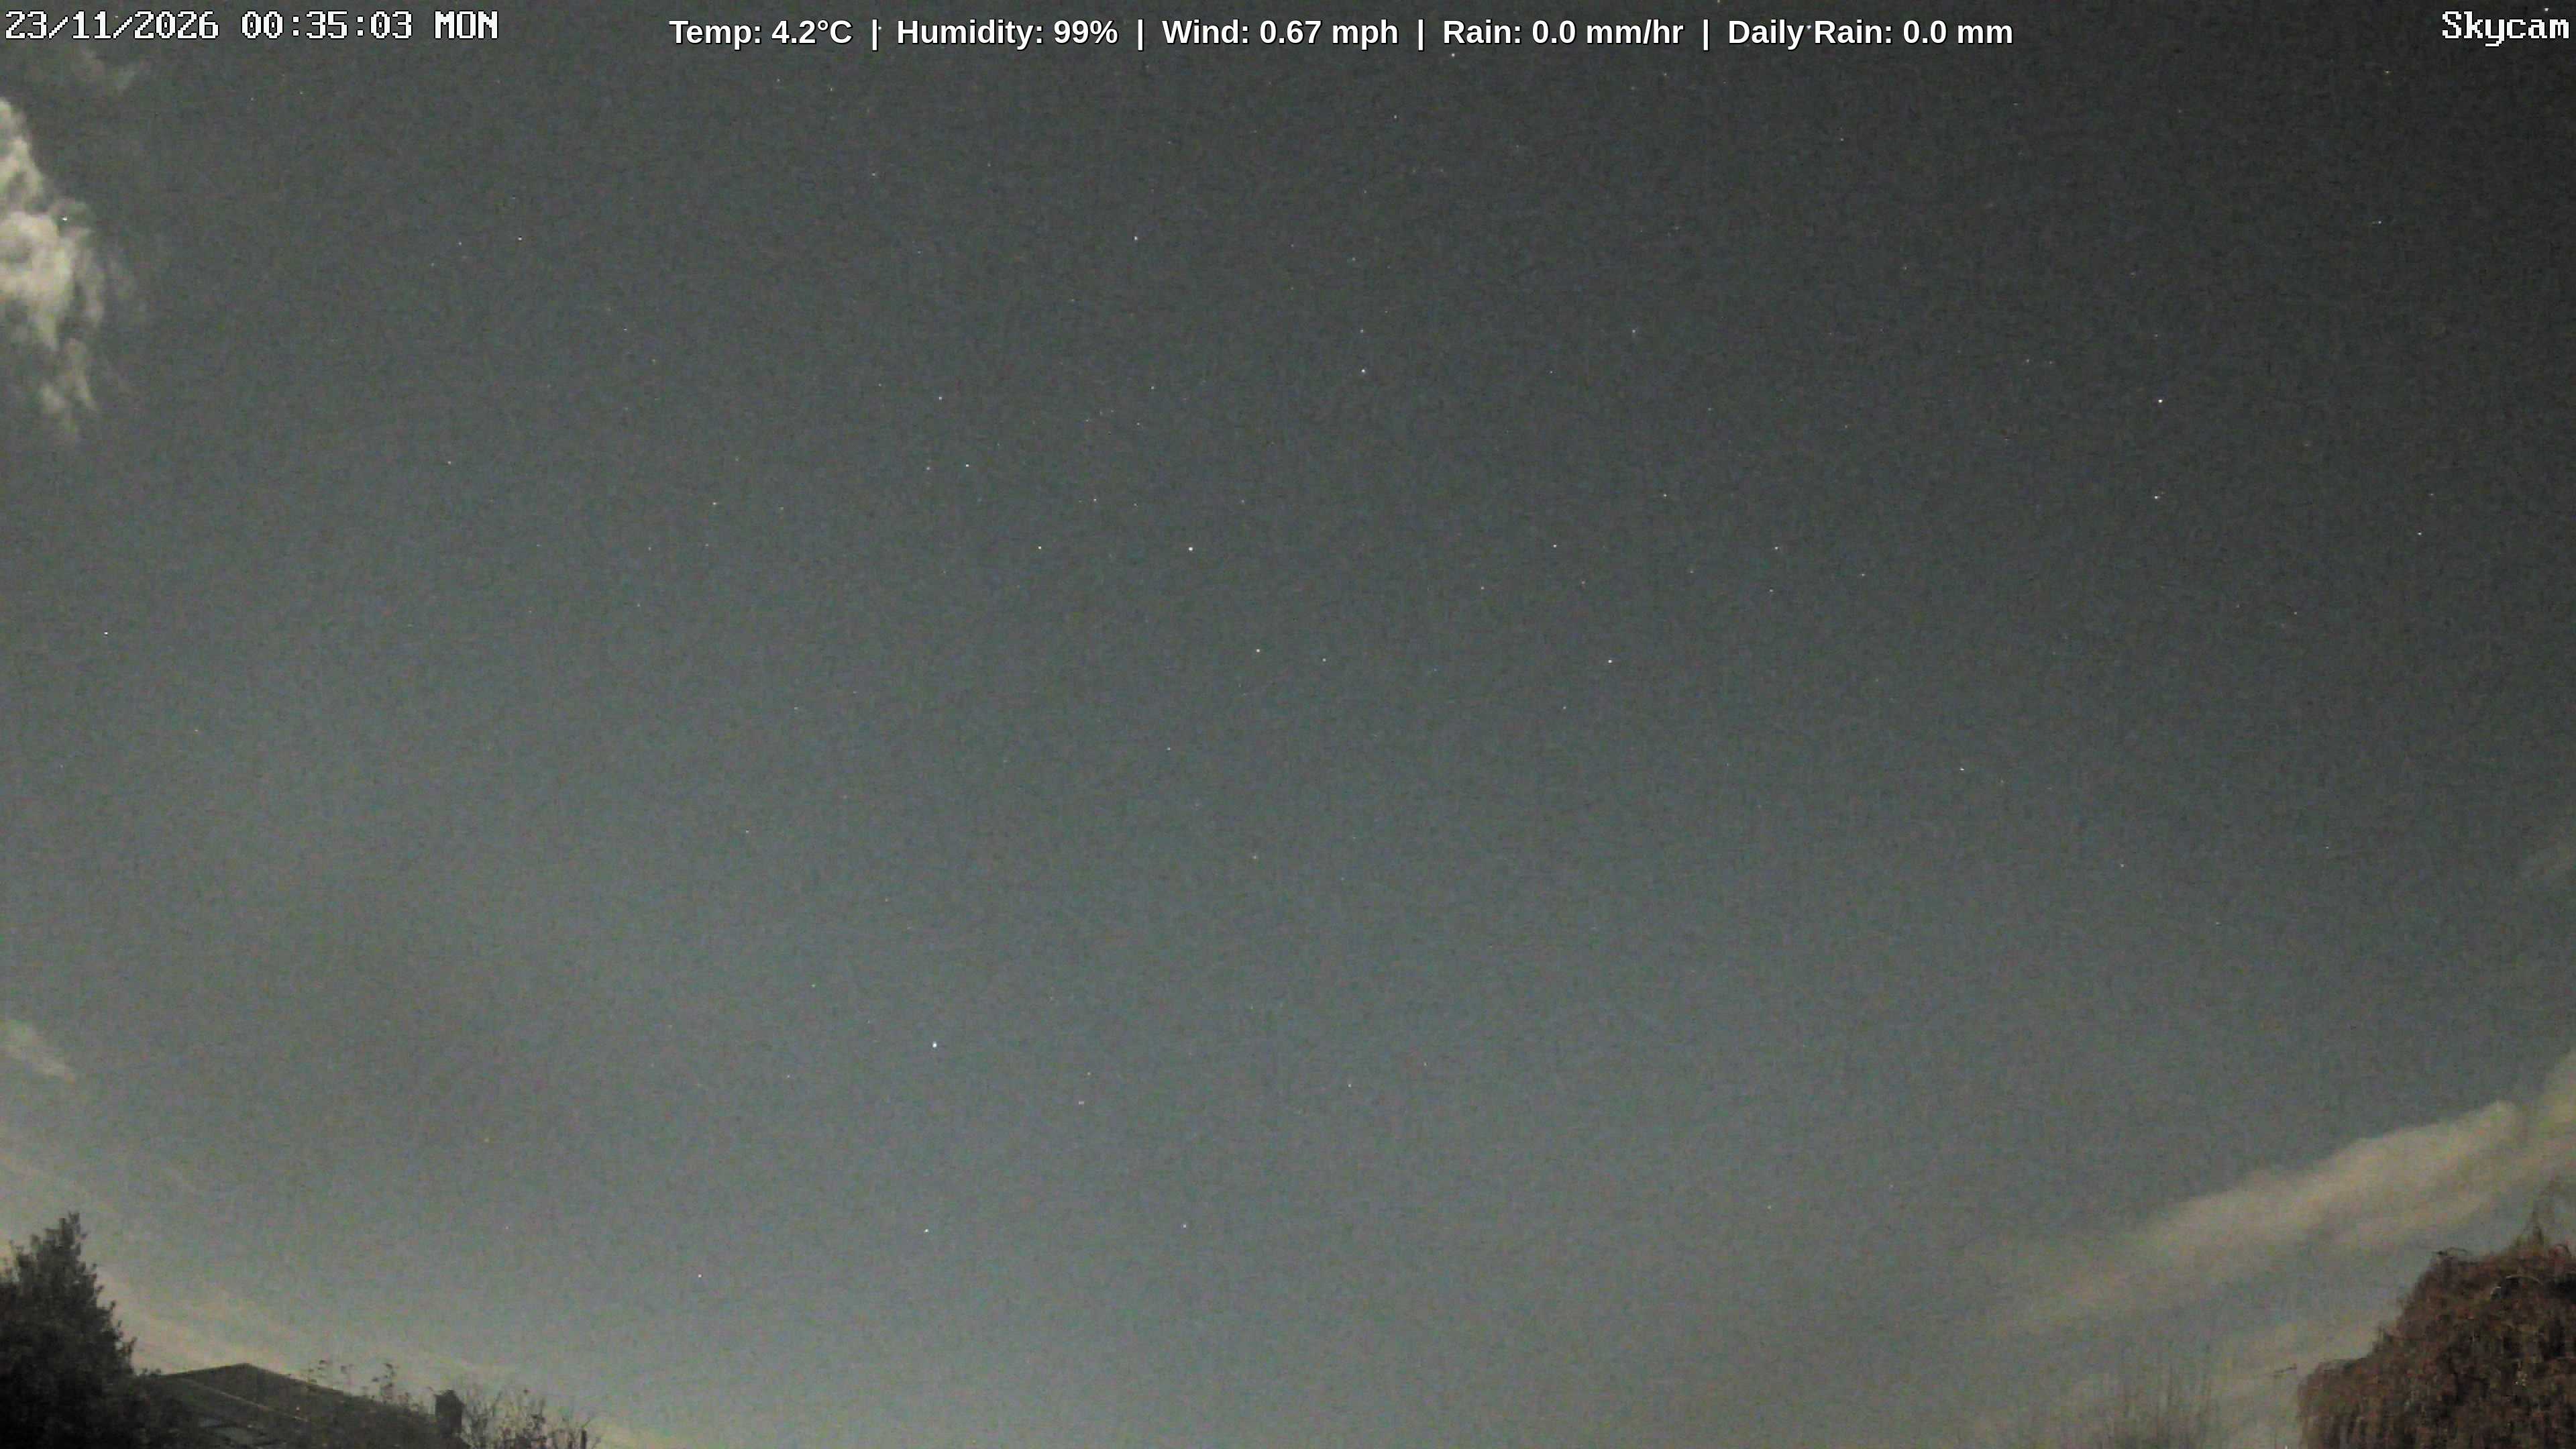 23/11/2026 00:35:03 MON
Temp: 4.2°C | Humidity: 99% | Wind: 0.67 mph | Rain: 0.0 mm/hr | Daily Rain: 0.0 mm
Skycam